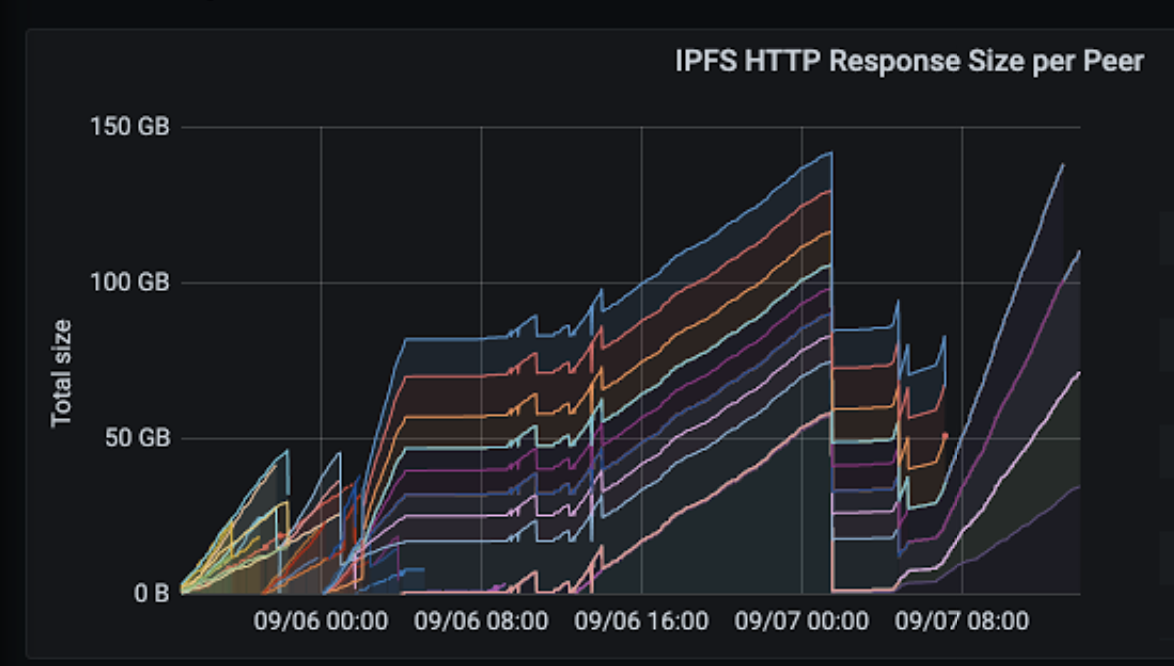 IPFS HTTP Response Size per Peer
150 GB
100 GB
50 GB
0 B
Total size
09/06 00:00
09/06 08:00
09/06 16:00
09/07 00:00
09/07 08:00